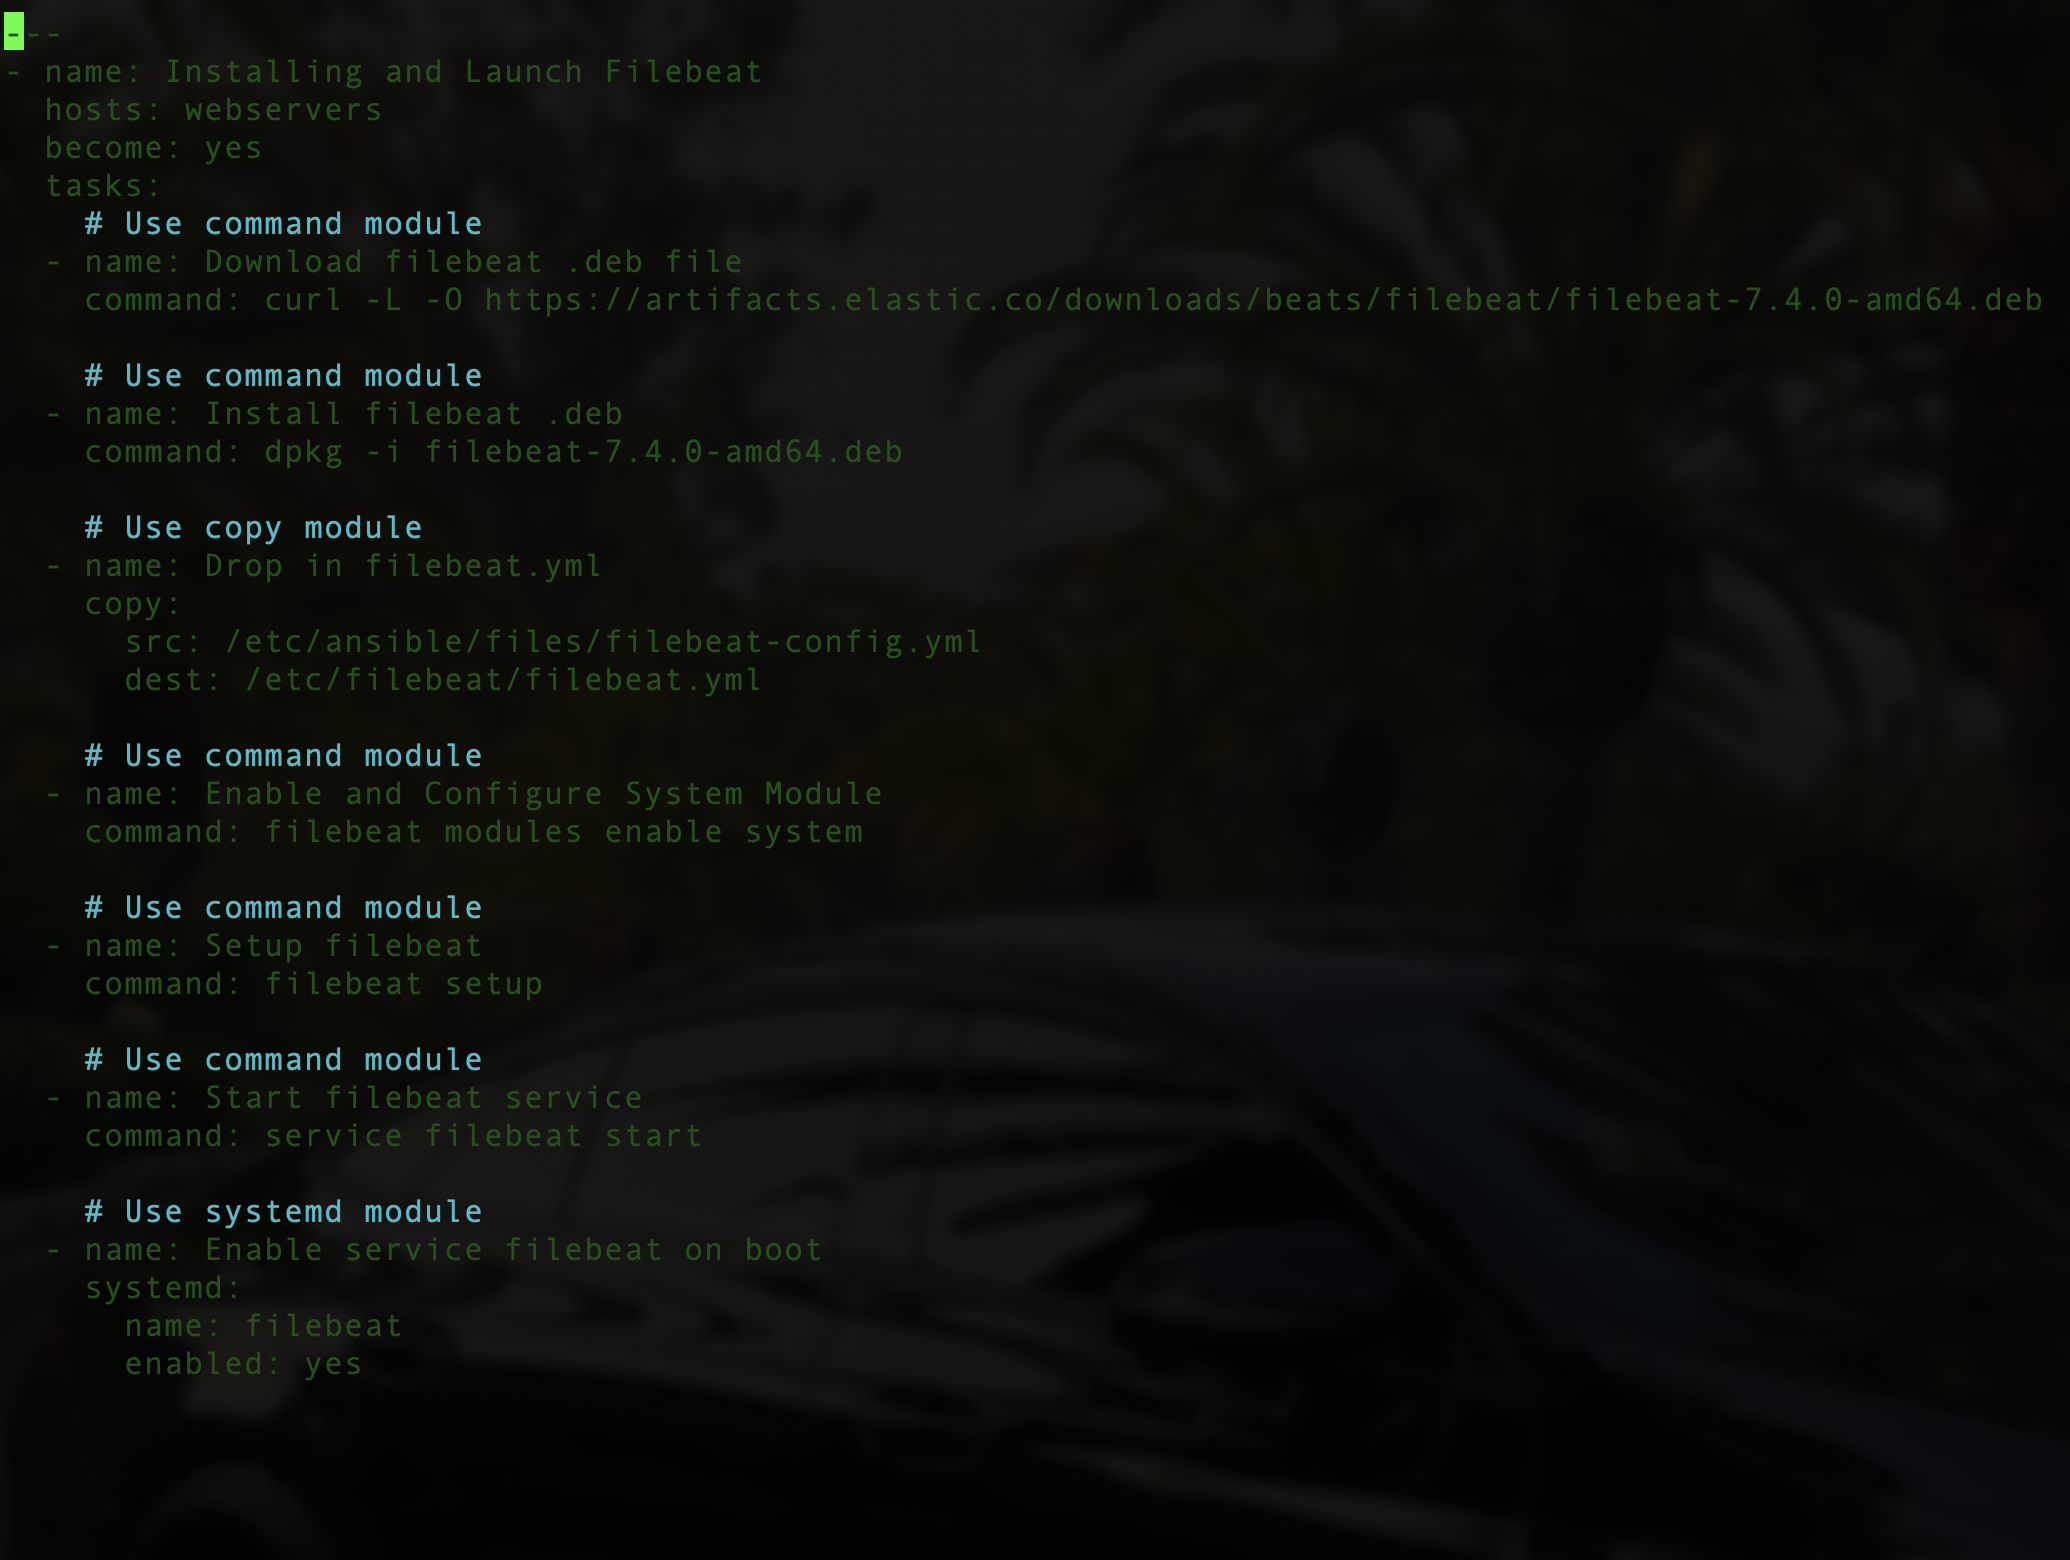 ---
- name: Installing and Launch Filebeat
  hosts: webservers
  become: yes
  tasks:
    # Use command module
  - name: Download filebeat .deb file
    command: curl -L -O https://artifacts.elastic.co/downloads/beats/filebeat/filebeat-7.4.0-amd64.deb

    # Use command module
  - name: Install filebeat .deb
    command: dpkg -i filebeat-7.4.0-amd64.deb

    # Use copy module
  - name: Drop in filebeat.yml
    copy:
      src: /etc/ansible/files/filebeat-config.yml
      dest: /etc/filebeat/filebeat.yml

    # Use command module
  - name: Enable and Configure System Module
    command: filebeat modules enable system

    # Use command module
  - name: Setup filebeat
    command: filebeat setup

    # Use command module
  - name: Start filebeat service
    command: service filebeat start

    # Use systemd module
  - name: Enable service filebeat on boot
    systemd:
      name: filebeat
      enabled: yes